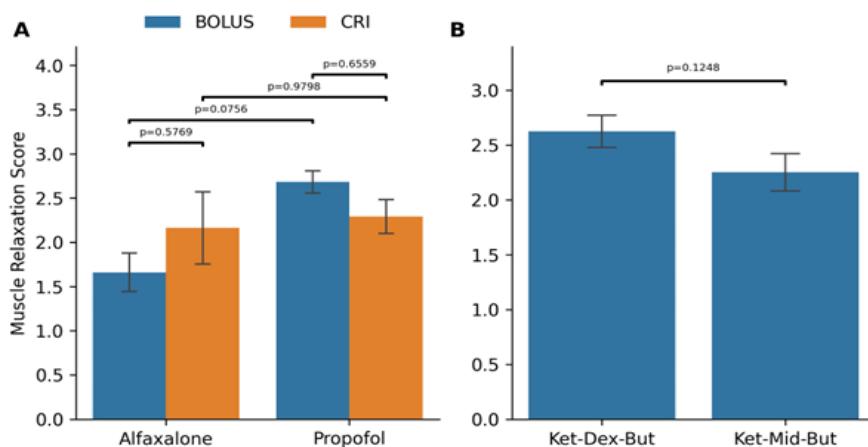 A
BOLUS CRI
Muscle Relaxation Score
4.0
3.5
3.0
2.5
2.0
1.5
1.0
0.5
0.0
p=0.6559
p=0.9798
p=0.0756
p=0.5769
Alfaxalone Propofol
B
3.0
2.5
2.0
1.5
1.0
0.5
0.0
p=0.1248
Ket-Dex-But Ket-Mid-But